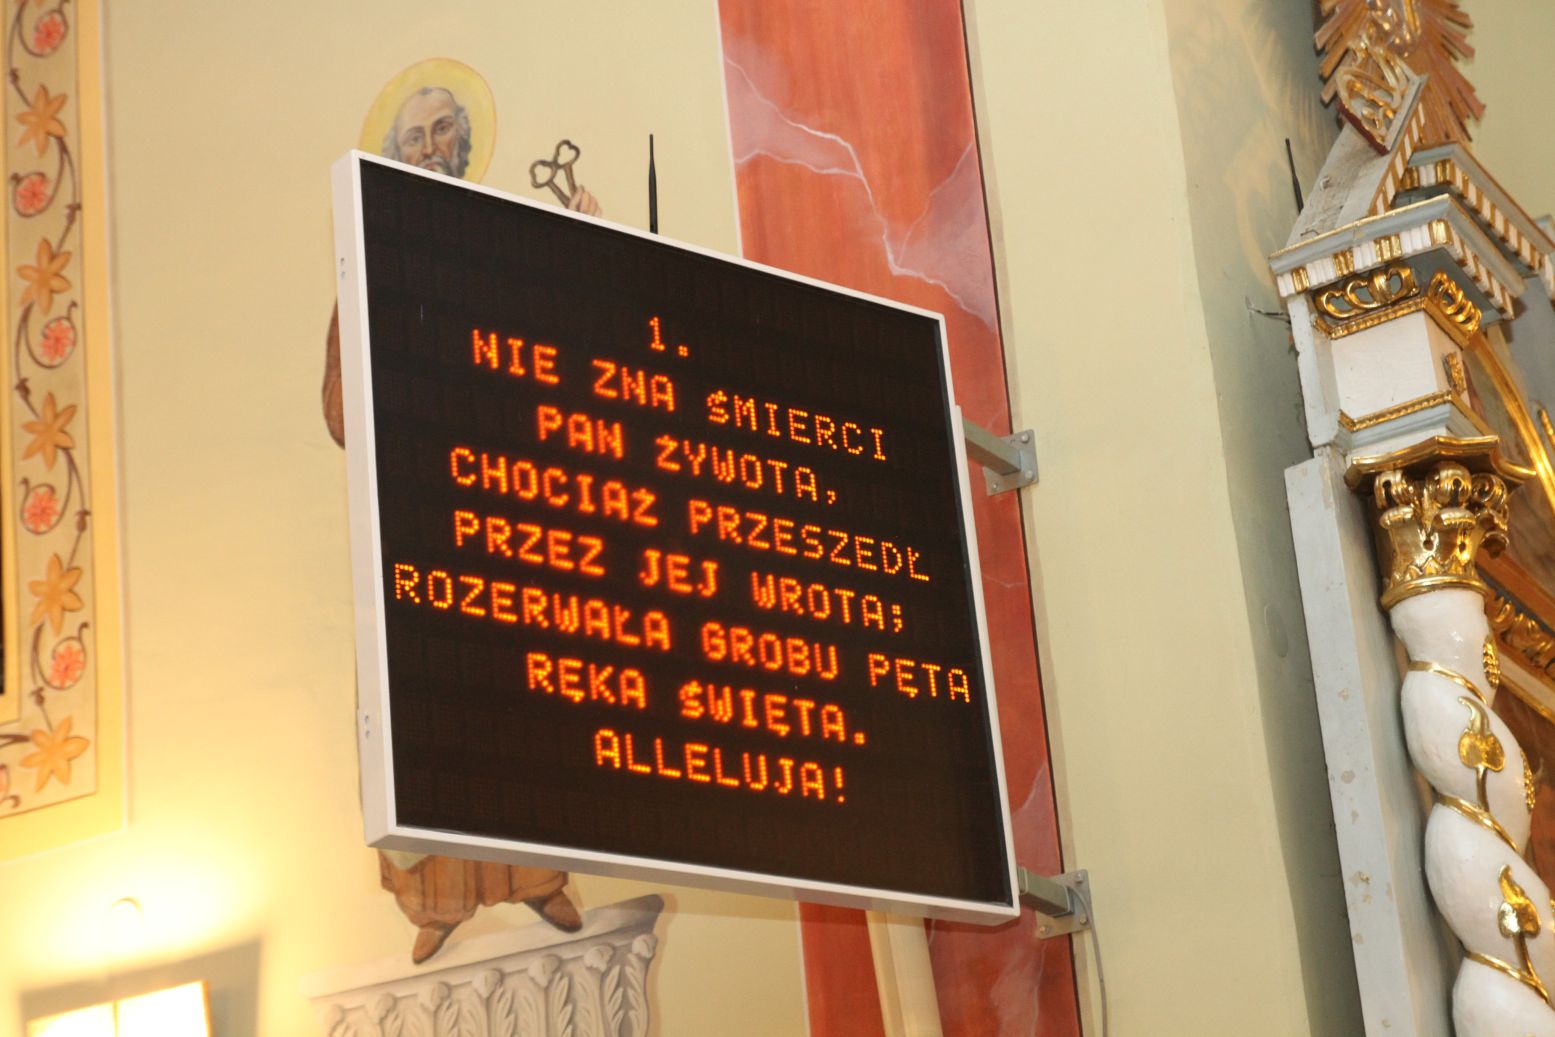 1.
NIE ZNA ŚMIERCI
PAN ŻYWOTA,
CHOCIAŻ PRZESZEDŁ
PRZEZ JEJ WROTA;
ROZERWAŁA GROBU PĘTA
RĘKA ŚWIĘTA.
ALLELUJA!